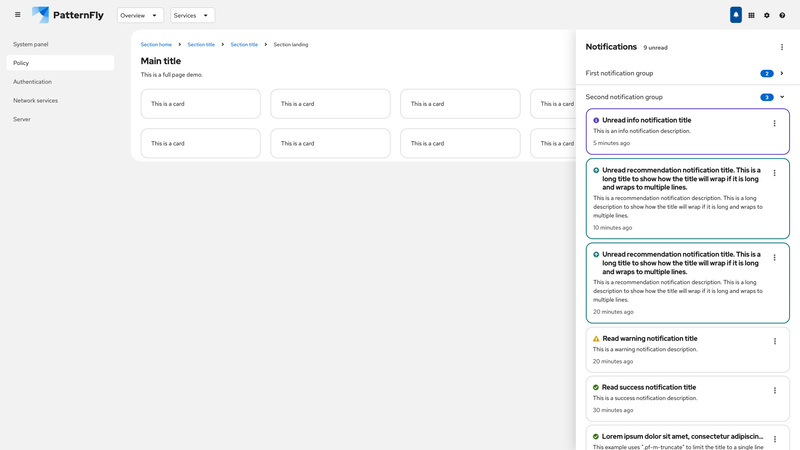 PatternFly
Overview
Services
System panel
Policy
Authentication
Network services
Server
Section home
Section title
Section title
Section landing
Main title
This is a full page demo.
This is a card
This is a card
This is a card
This is a card
This is a card
This is a card
This is a card
This is a card
Notifications 9 unread
First notification group 2
Second notification group 3
Unread info notification title
This is an info notification description.
5 minutes ago
Unread recommendation notification title. This is a
long title to show how the title will wrap if it is long
and wraps to multiple lines.
This is a recommendation notification description. This is a long
description to show how the title will wrap if it is long and wraps to
multiple lines.
10 minutes ago
Unread recommendation notification title. This is a
long title to show how the title will wrap if it is long
and wraps to multiple lines.
This is a recommendation notification description. This is a long
description to show how the title will wrap if it is long and wraps to
multiple lines.
20 minutes ago
Read warning notification title
This is a warning notification description.
20 minutes ago
Read success notification title
This is a success notification description.
30 minutes ago
Lorem ipsum dolor sit amet, consectetur adipiscin...
This example uses ".pf-m-truncate" to limit the title to a single line